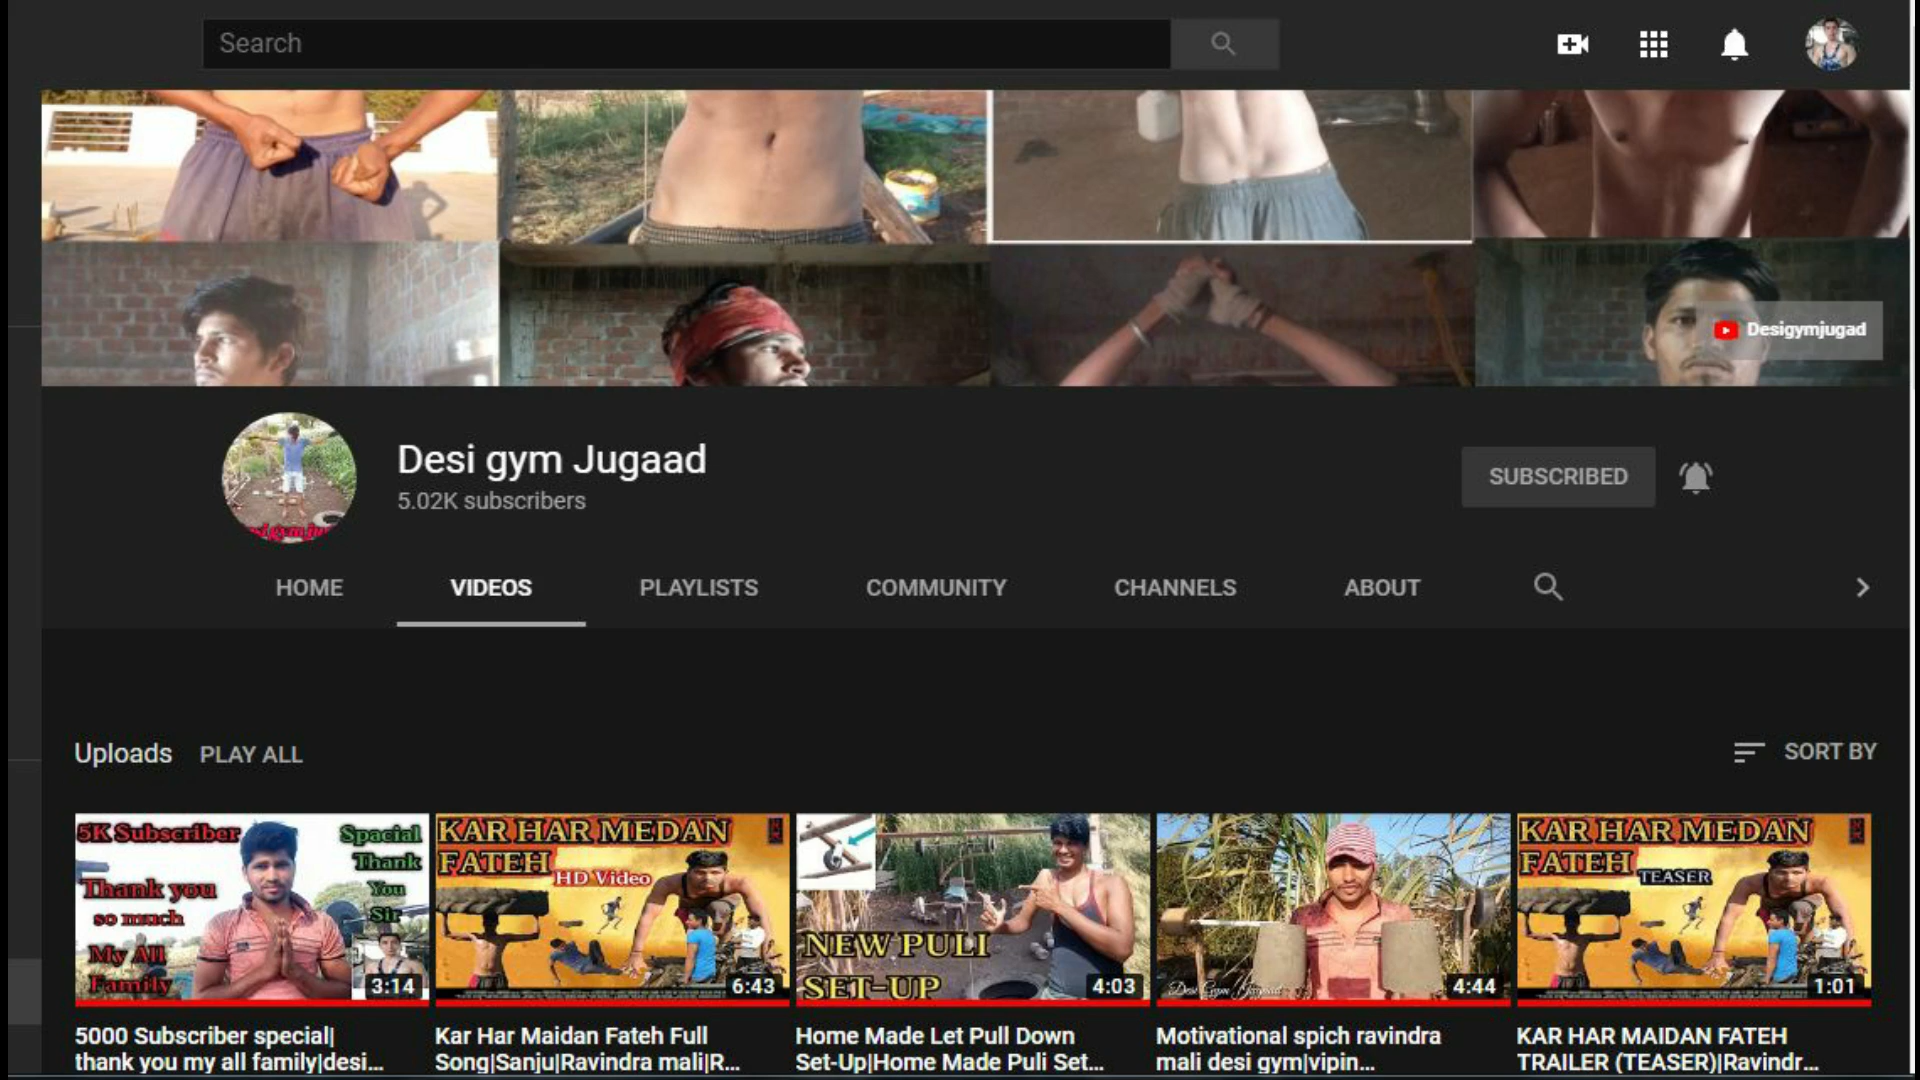 Search
Desigymjugad
Desi gym Jugaad
5.02K subscribers
SUBSCRIBED
HOME
VIDEOS
PLAYLISTS
COMMUNITY
CHANNELS
ABOUT
Uploads
PLAY ALL
SORT BY
5K Subscriber
Thank you
so much
My All
Family
Spacial
Thank
You
Sir
3:14
KAR HAR MEDAN
FATEH
HD Video
6:43
NEW PULI
SET-UP
4:03
Desi Gym Jugaad
4:44
KAR HAR MEDAN
FATEH
TEASER
1:01
5000 Subscriber special|
thank you my all family|desi...
Kar Har Maidan Fateh Full
Song|Sanju|Ravindra mali|R...
Home Made Let Pull Down
Set-Up|Home Made Puli Set...
Motivational spich ravindra
mali desi gym|vipin...
KAR HAR MAIDAN FATEH
TRAILER (TEASER)|Ravindr...